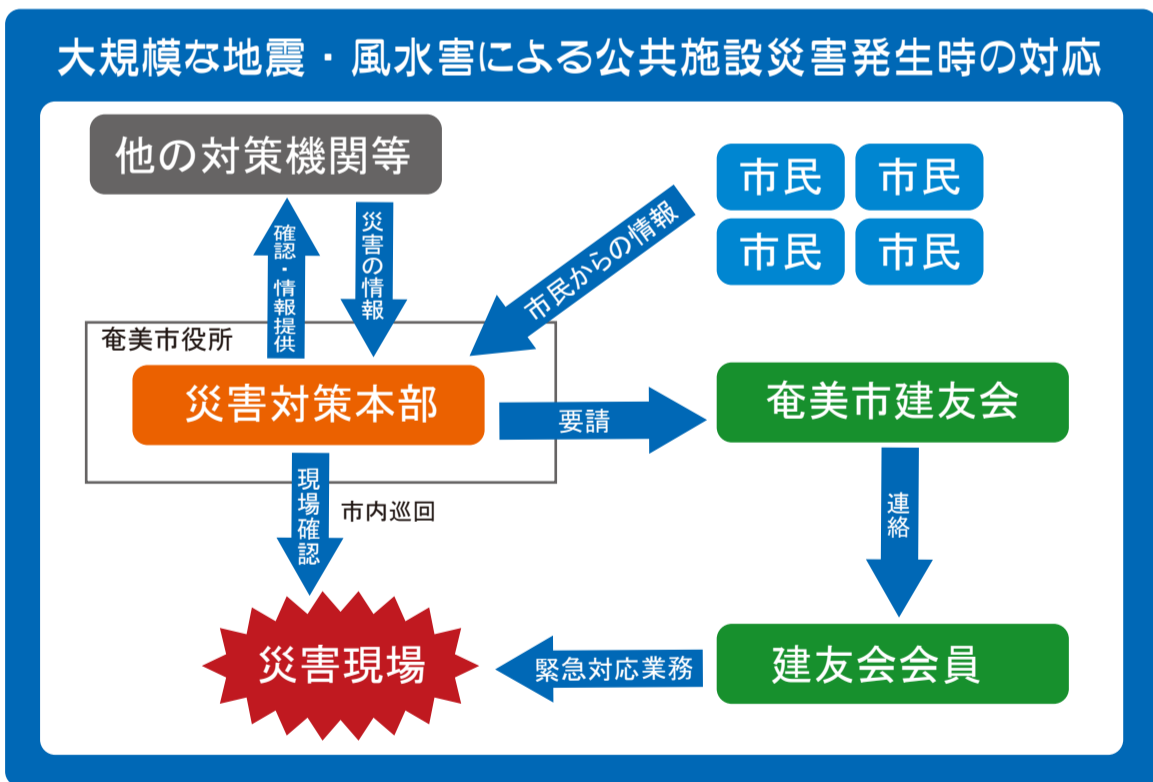 大規模な地震・風水害による公共施設災害発生時の対応
他の対策機関等
市民
市民
市民
市民
確認・情報提供
災害の情報
市民からの情報
奄美市役所
災害対策本部
要請
奄美市建友会
現場確認
市内巡回
連絡
災害現場
緊急対応業務
建友会会員